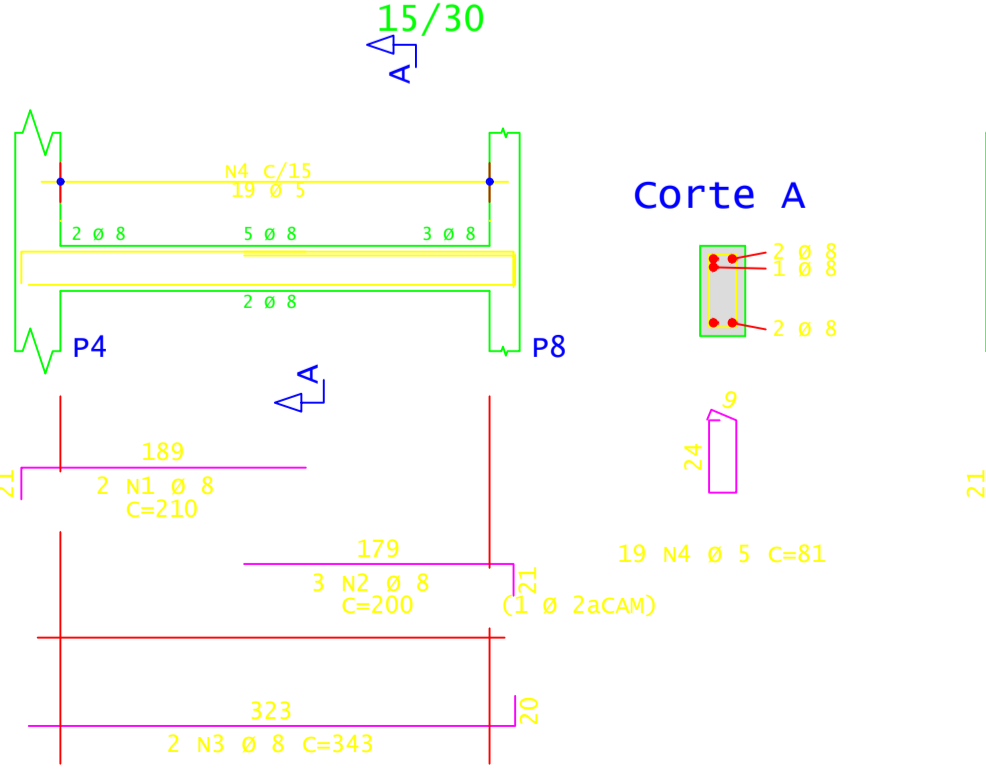 15/30
A
N4 C/15
19 Ø 5
2 Ø 8
5 Ø 8
3 Ø 8
2 Ø 8
P4
P8
A
Corte A
2 Ø 8
1 Ø 8
2 Ø 8
9
24
19 N4 Ø 5 C=81
189
21
2 N1 Ø 8
C=210
179
21
3 N2 Ø 8
C=200
(1 Ø 2aCAM)
323
20
2 N3 Ø 8 C=343
21